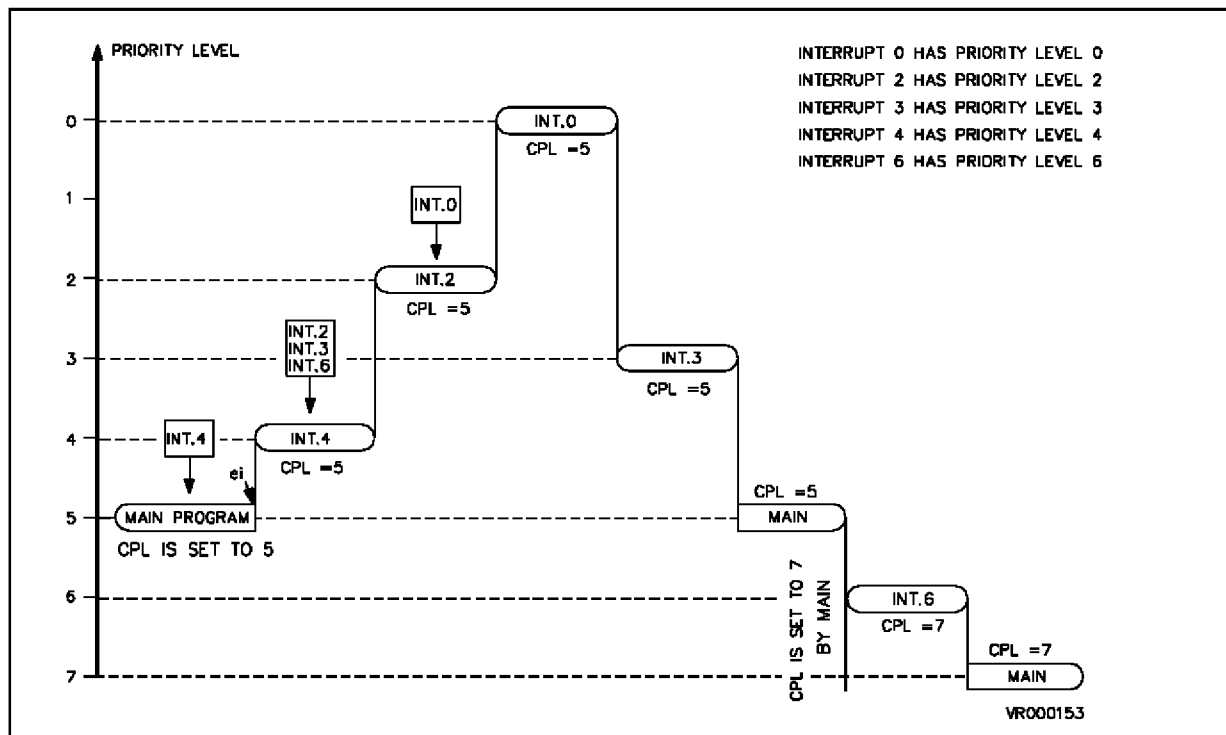 PRIORITY LEVEL
INTERRUPT 0 HAS PRIORITY LEVEL 0
INTERRUPT 2 HAS PRIORITY LEVEL 2
INTERRUPT 3 HAS PRIORITY LEVEL 3
INTERRUPT 4 HAS PRIORITY LEVEL 4
INTERRUPT 6 HAS PRIORITY LEVEL 6
0
INT.0
CPL =5
1
INT.0
2
INT.2
CPL =5
INT.2
INT.3
INT.6
3
INT.3
CPL =5
4
INT.4
INT.4
CPL =5
ei
CPL =5
5
MAIN PROGRAM
MAIN
CPL IS SET TO 5
CPL IS SET TO 7
BY MAIN
6
INT.6
CPL =7
CPL =7
7
MAIN
VR000153